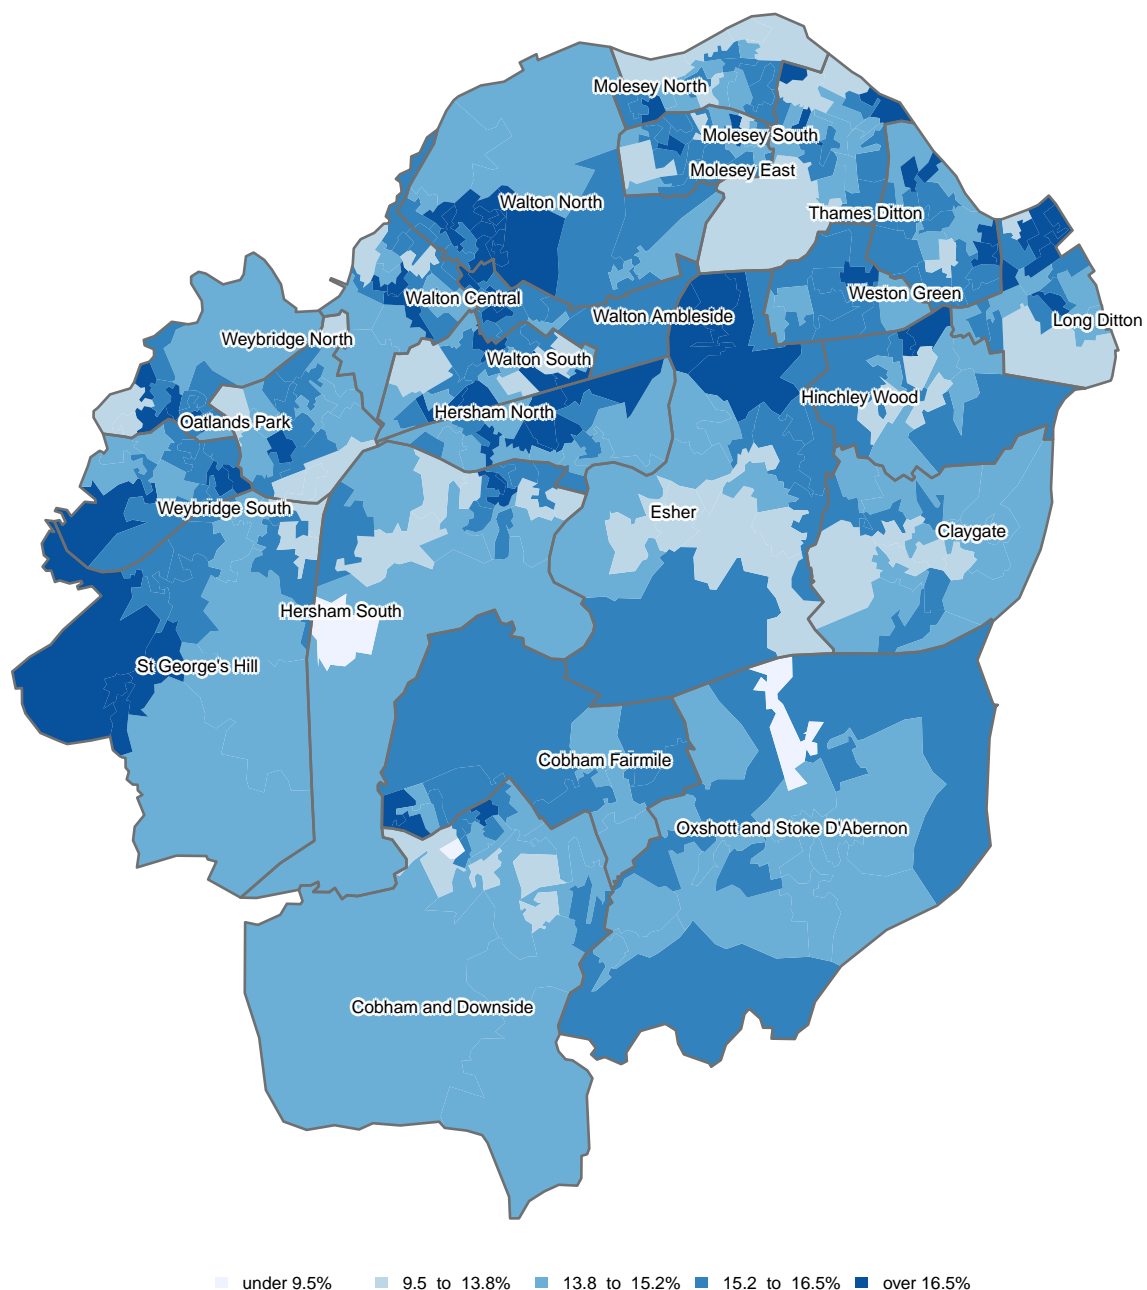 Molesey North
Molesey South
Molesey East
Walton North
Thames Ditton
Weston Green
Walton Central
Walton Ambleside
Long Ditton
Weybridge North
Walton South
Hinchley Wood
Hersham North
Oatlands Park
Weybridge South
Esher
Claygate
Hersham South
St George's Hill
Cobham Fairmile
Oxshott and Stoke D'Abernon
Cobham and Downside
under 9.5% 9.5 to 13.8% 13.8 to 15.2% 15.2 to 16.5% over 16.5%